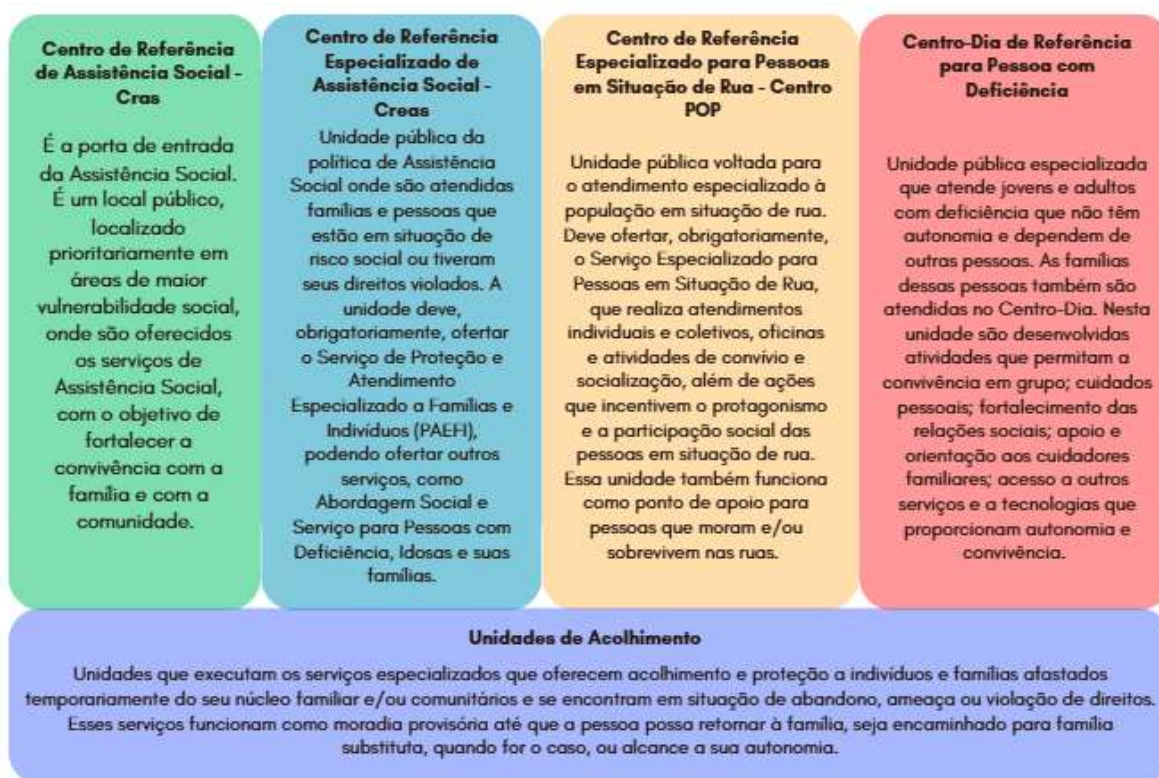 Centro de Referência
de Assistência Social -
Cras
É a porta de entrada
da Assistência Social.
É um local público,
localizado
prioritariamente em
áreas de maior
vulnerabilidade social,
onde são oferecidos
os serviços de
Assistência Social,
com o objetivo de
fortalecer a
convivência com a
família e com a
comunidade.
Centro de Referência
Especializado de
Assistência Social -
Creas
Unidade pública da
política de Assistência
Social onde são atendidas
famílias e pessoas que
estão em situação de
risco social ou tiveram
seus direitos violados. A
unidade deve,
obrigatoriamente, ofertar
o Serviço de Proteção e
Atendimento
Especializado a Famílias e
Indivíduos (PAEFI),
podendo ofertar outros
serviços, como
Abordagem Social e
Serviço para Pessoas com
Deficiência, Idosas e suas
famílias.
Centro de Referência
Especializado para Pessoas
em Situação de Rua - Centro
POP
Unidade pública voltada para
o atendimento especializado à
população em situação de rua.
Deve ofertar, obrigatoriamente,
o Serviço Especializado para
Pessoas em Situação de Rua,
que realiza atendimentos
individuais e coletivos, oficinas
e atividades de convívio e
socialização, além de ações
que incentivem o protagonismo
e a participação social das
pessoas em situação de rua.
Essa unidade também funciona
como ponto de apoio para
pessoas que moram e/ou
sobrevivem nas ruas.
Centro-Dia de Referência
para Pessoa com
Deficiência
Unidade pública especializada
que atende jovens e adultos
com deficiência que não têm
autonomia e dependem de
outras pessoas. As famílias
dessas pessoas também são
atendidas no Centro-Dia. Nesta
unidade são desenvolvidas
atividades que permitam a
convivência em grupo; cuidados
pessoais; fortalecimento das
relações sociais; apoio e
orientação aos cuidadores
familiares; acesso a outros
serviços e a tecnologias que
proporcionam autonomia e
convivência.
Unidades de Acolhimento
Unidades que executam os serviços especializados que oferecem acolhimento e proteção a indivíduos e famílias afastados
temporariamente do seu núcleo familiar e/ou comunitários e se encontram em situação de abandono, ameaça ou violação de direitos.
Esses serviços funcionam como moradia provisória até que a pessoa possa retornar à família, seja encaminhado para família
substituta, quando for o caso, ou alcance a sua autonomia.